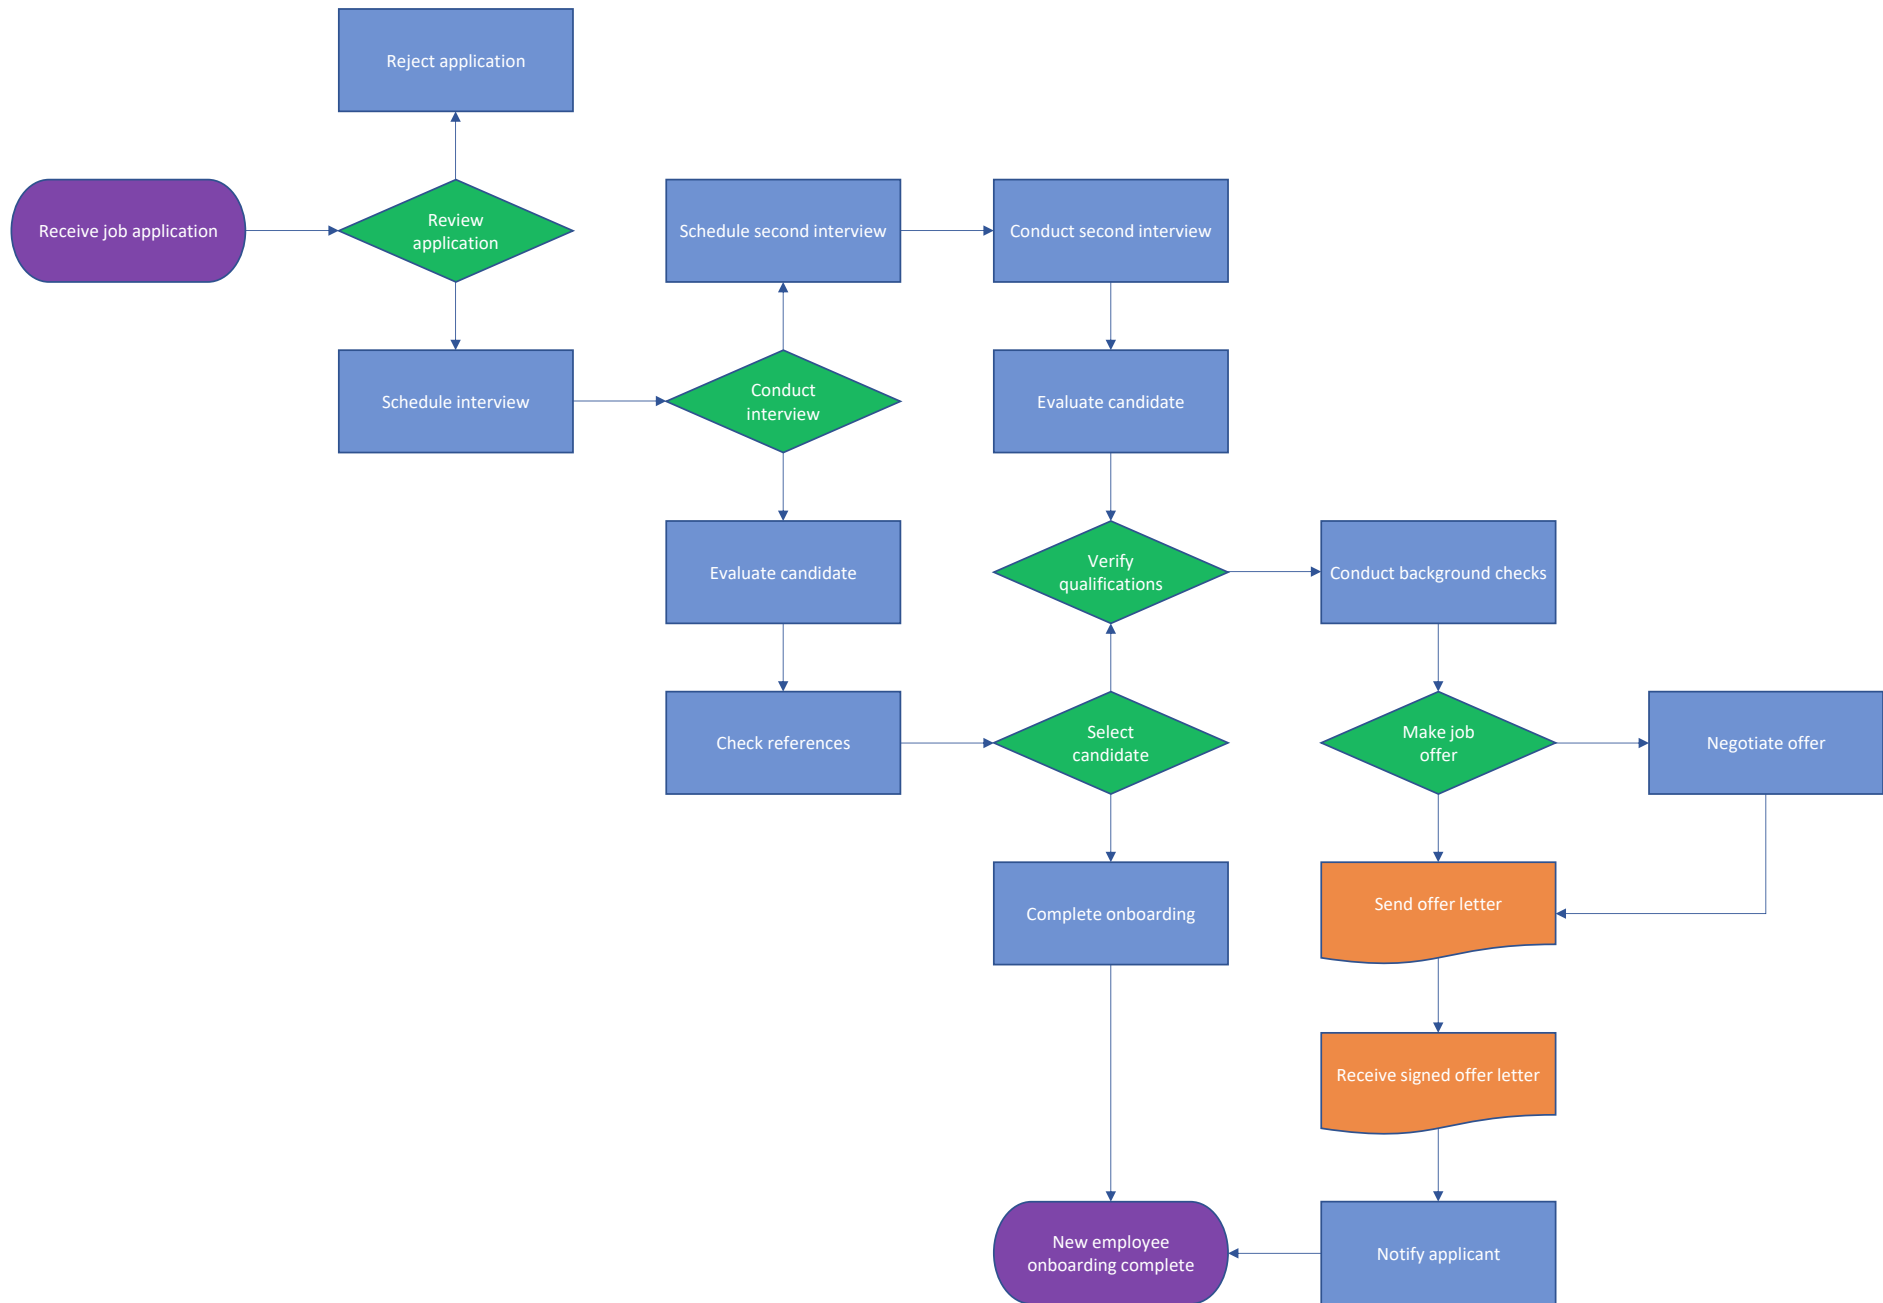 Reject application
Receive job application
Review
application
Schedule second interview
Conduct second interview
Schedule interview
Conduct
interview
Evaluate candidate
Evaluate candidate
Verify
qualifications
Conduct background checks
Check references
Select
candidate
Make job
offer
Negotiate offer
Complete onboarding
Send offer letter
Receive signed offer letter
New employee
onboarding complete
Notify applicant